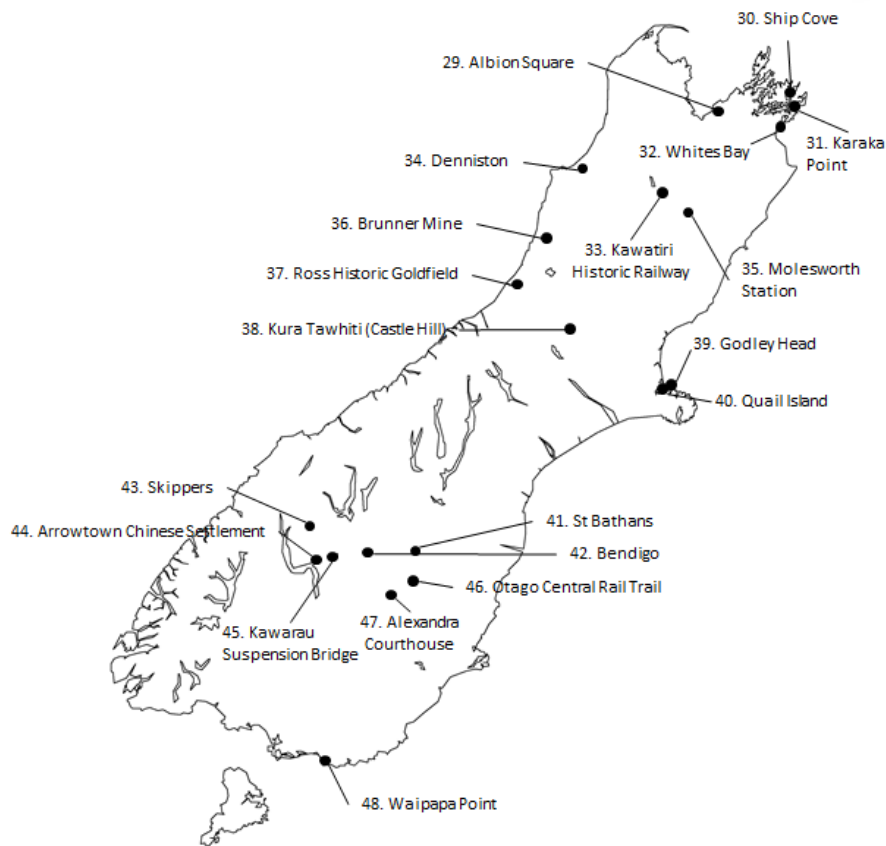 30. Ship Cove
29. Albion Square
31. Karaka
Point
32. Whites Bay
34. Denniston
36. Brunner Mine
33. Kawatiri
Historic Railway
35. Molesworth
Station
37. Ross Historic Goldfield
38. Kura Tawhiti (Castle Hill)
39. Godley Head
40. Quail Island
43. Skippers
44. Arrowtown Chinese Settlement
41. St Bathans
42. Bendigo
46. Otago Central Rail Trail
45. Kawarau
Suspension Bridge
47. Alexandra
Courthouse
48. Waipapa Point